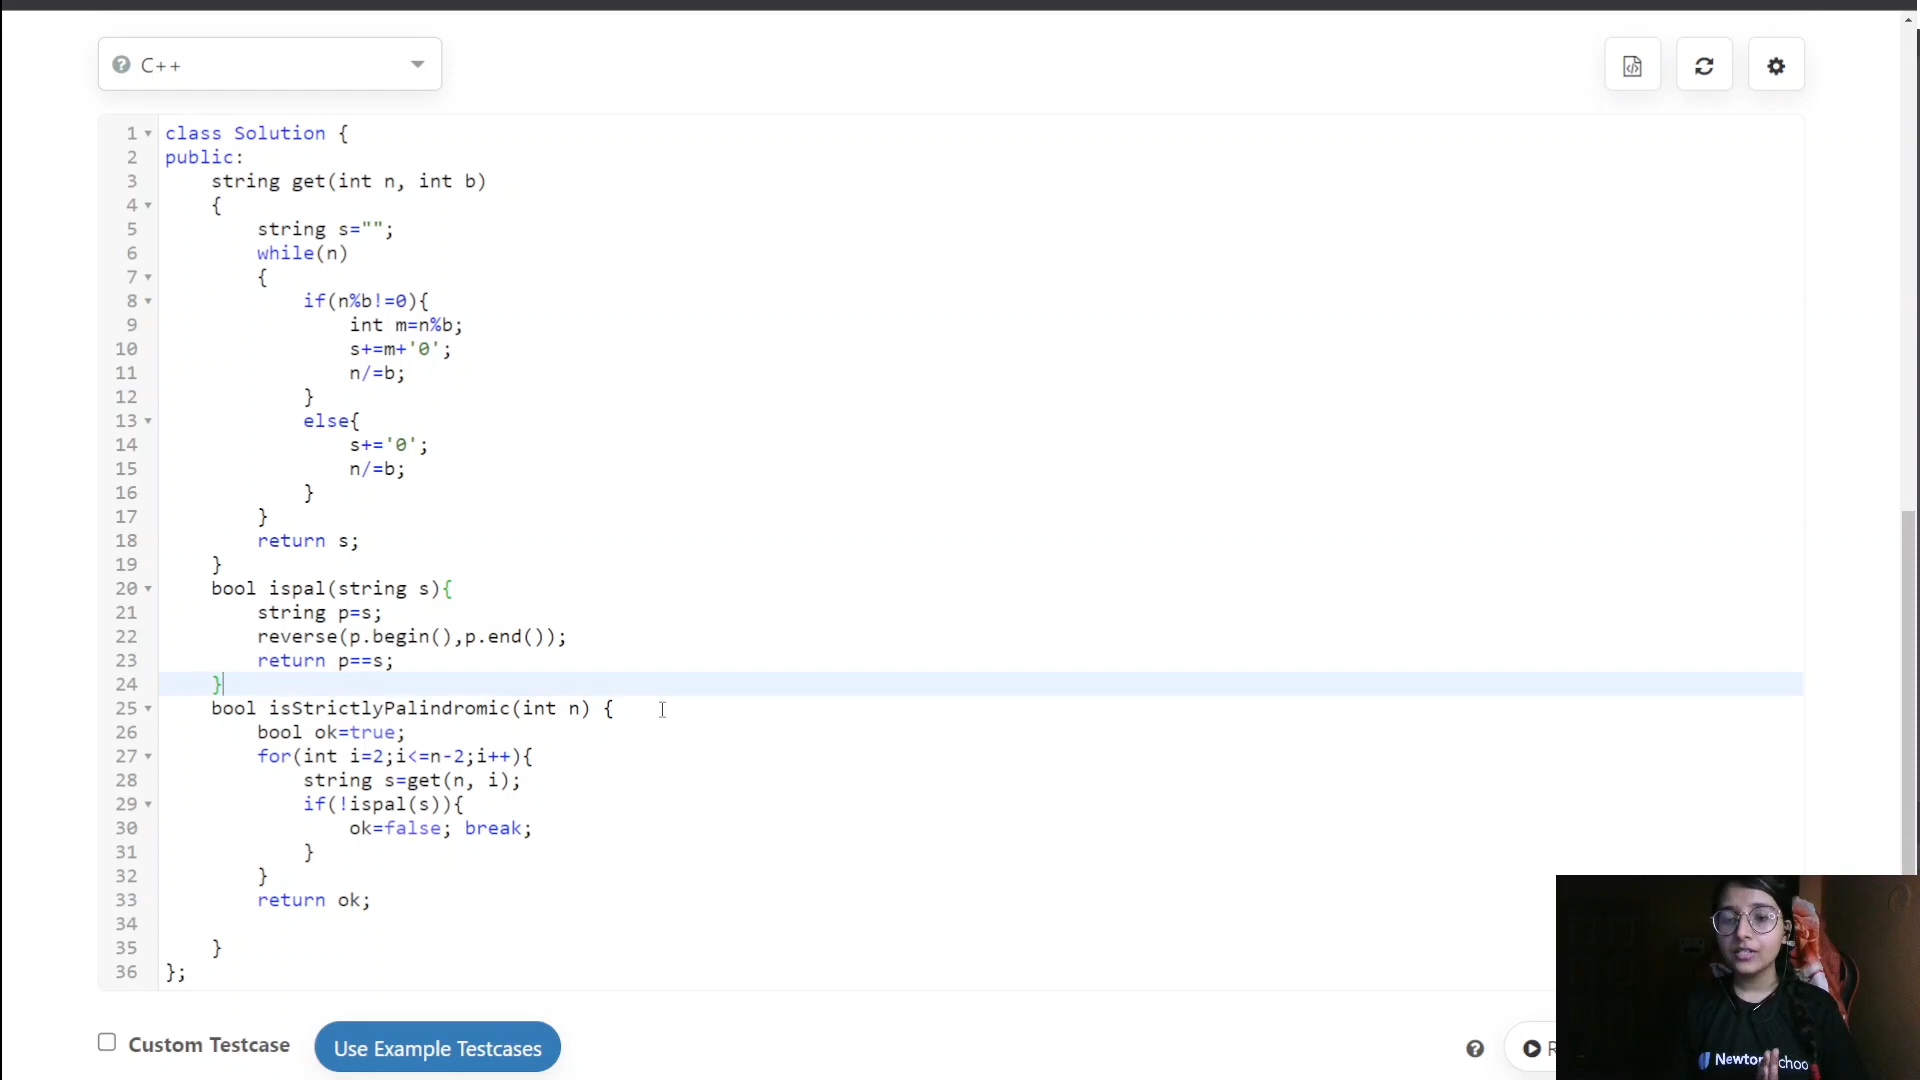 C++
1 class Solution {
2 public:
3 string get(int n, int b)
4 {
5 string s="";
6 while(n)
7 {
8 if(n%b!=0){
9 int m=n%b;
10 s+=m+'0';
11 n/=b;
12 }
13 else{
14 s+='0';
15 n/=b;
16 }
17 }
18 return s;
19 }
20 bool ispal(string s){
21 string p=s;
22 reverse(p.begin(),p.end());
23 return p==s;
24 }
25 bool isStrictlyPalindromic(int n) {
26 bool ok=true;
27 for(int i=2;i<=n-2;i++){
28 string s=get(n, i);
29 if(!ispal(s)){
30 ok=false; break;
31 }
32 }
33 return ok;
34
35 }
36 };
Custom Testcase
Use Example Testcases
R
Newton School